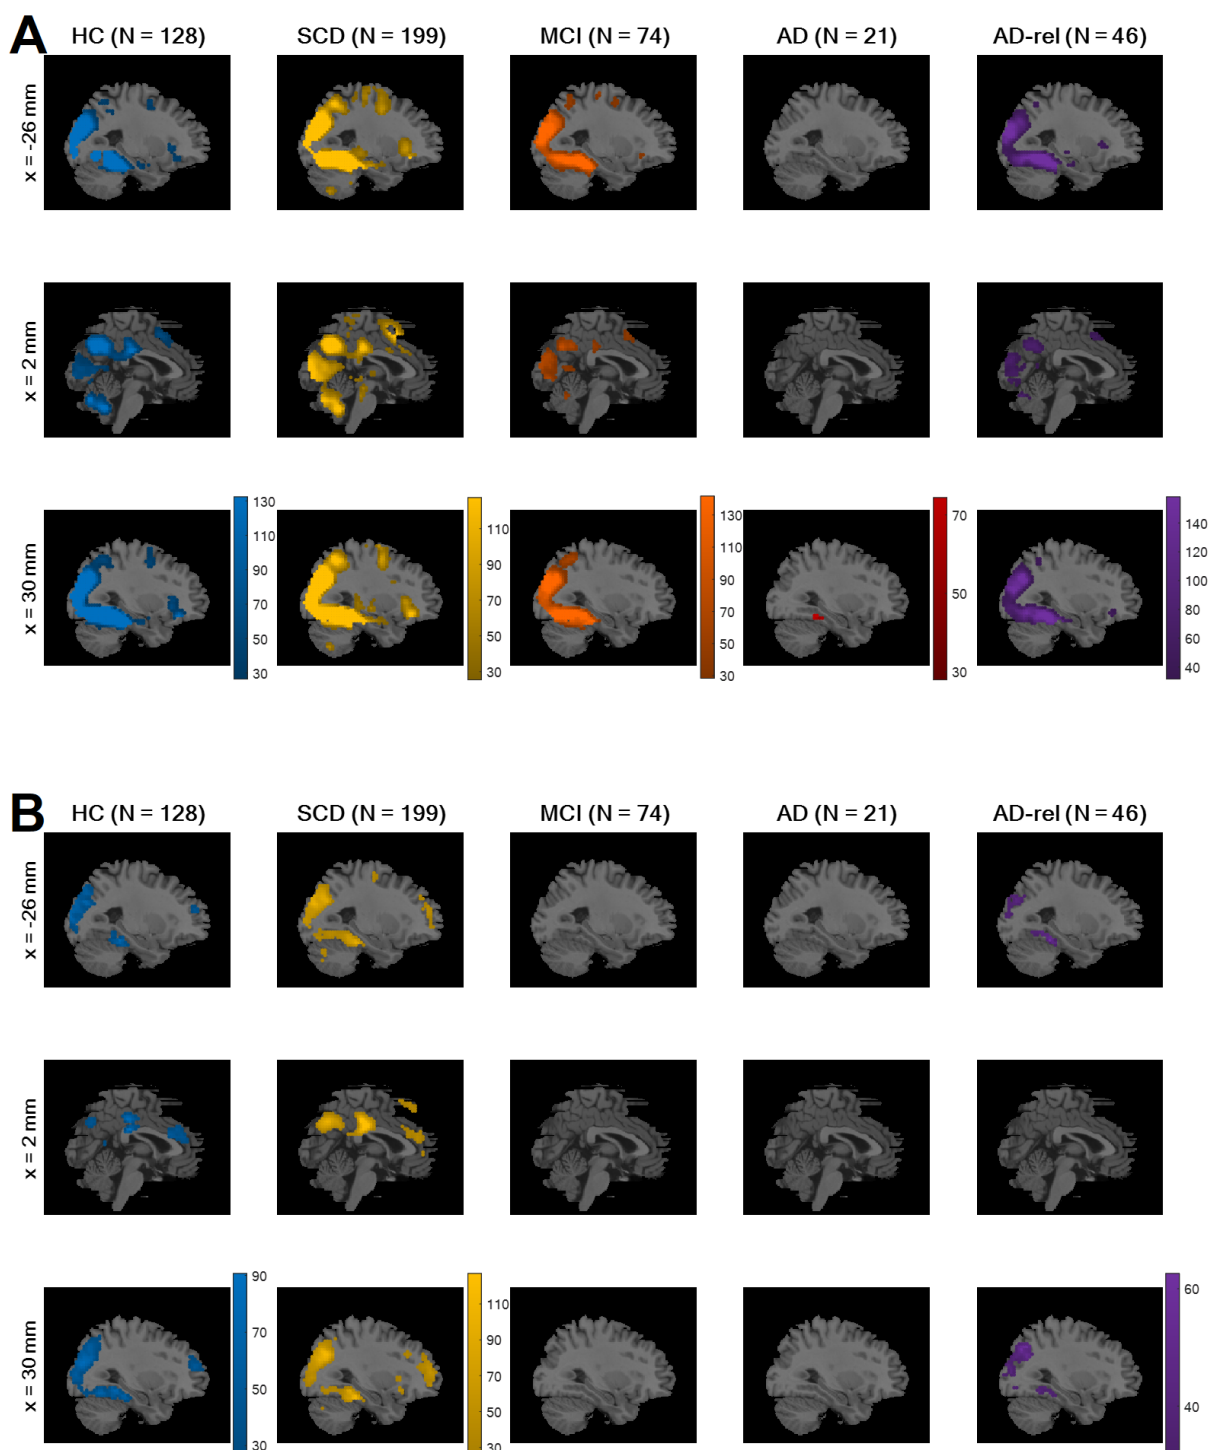 A
HC (N = 128) SCD (N = 199) MCI (N = 74) AD (N = 21) AD-rel (N = 46)
x = -26 mm
x = 2 mm
x = 30 mm
130 110 90 70 50 30
110 90 70 50 30
130 110 90 70 50 30
70 50 30
140 120 100 80 60 40
B
HC (N = 128) SCD (N = 199) MCI (N = 74) AD (N = 21) AD-rel (N = 46)
x = -26 mm
x = 2 mm
x = 30 mm
90 70 50 30
110 90 70 50 30
60 40